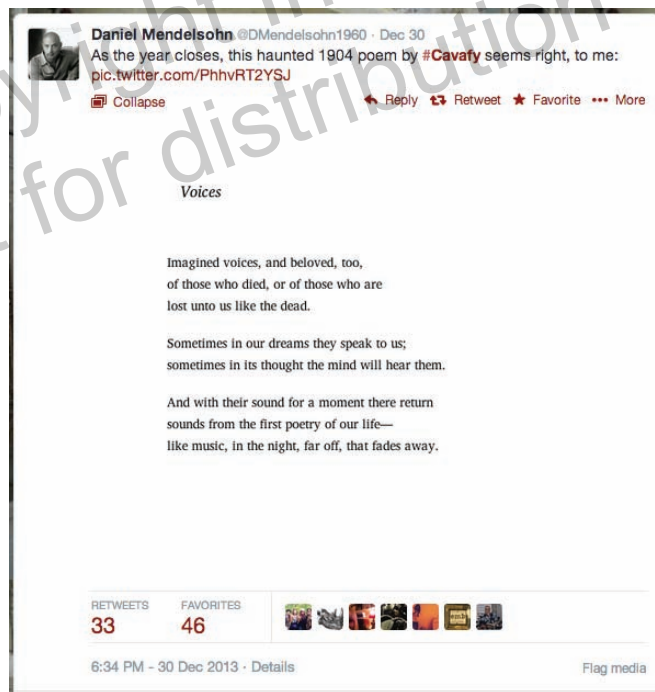 Daniel Mendelsohn @DMendelsohn1960 · Dec 30
As the year closes, this haunted 1904 poem by #Cavafy seems right, to me:
pic.twitter.com/PhhvRT2YSJ
Collapse Reply Retweet Favorite ••• More
for distribution
Voices
Imagined voices, and beloved, too,
of those who died, or of those who are
lost unto us like the dead.
Sometimes in our dreams they speak to us;
sometimes in its thought the mind will hear them.
And with their sound for a moment there return
sounds from the first poetry of our life—
like music, in the night, far off, that fades away.
RETWEETS FAVORITES
33 46
6:34 PM - 30 Dec 2013 · Details Flag media